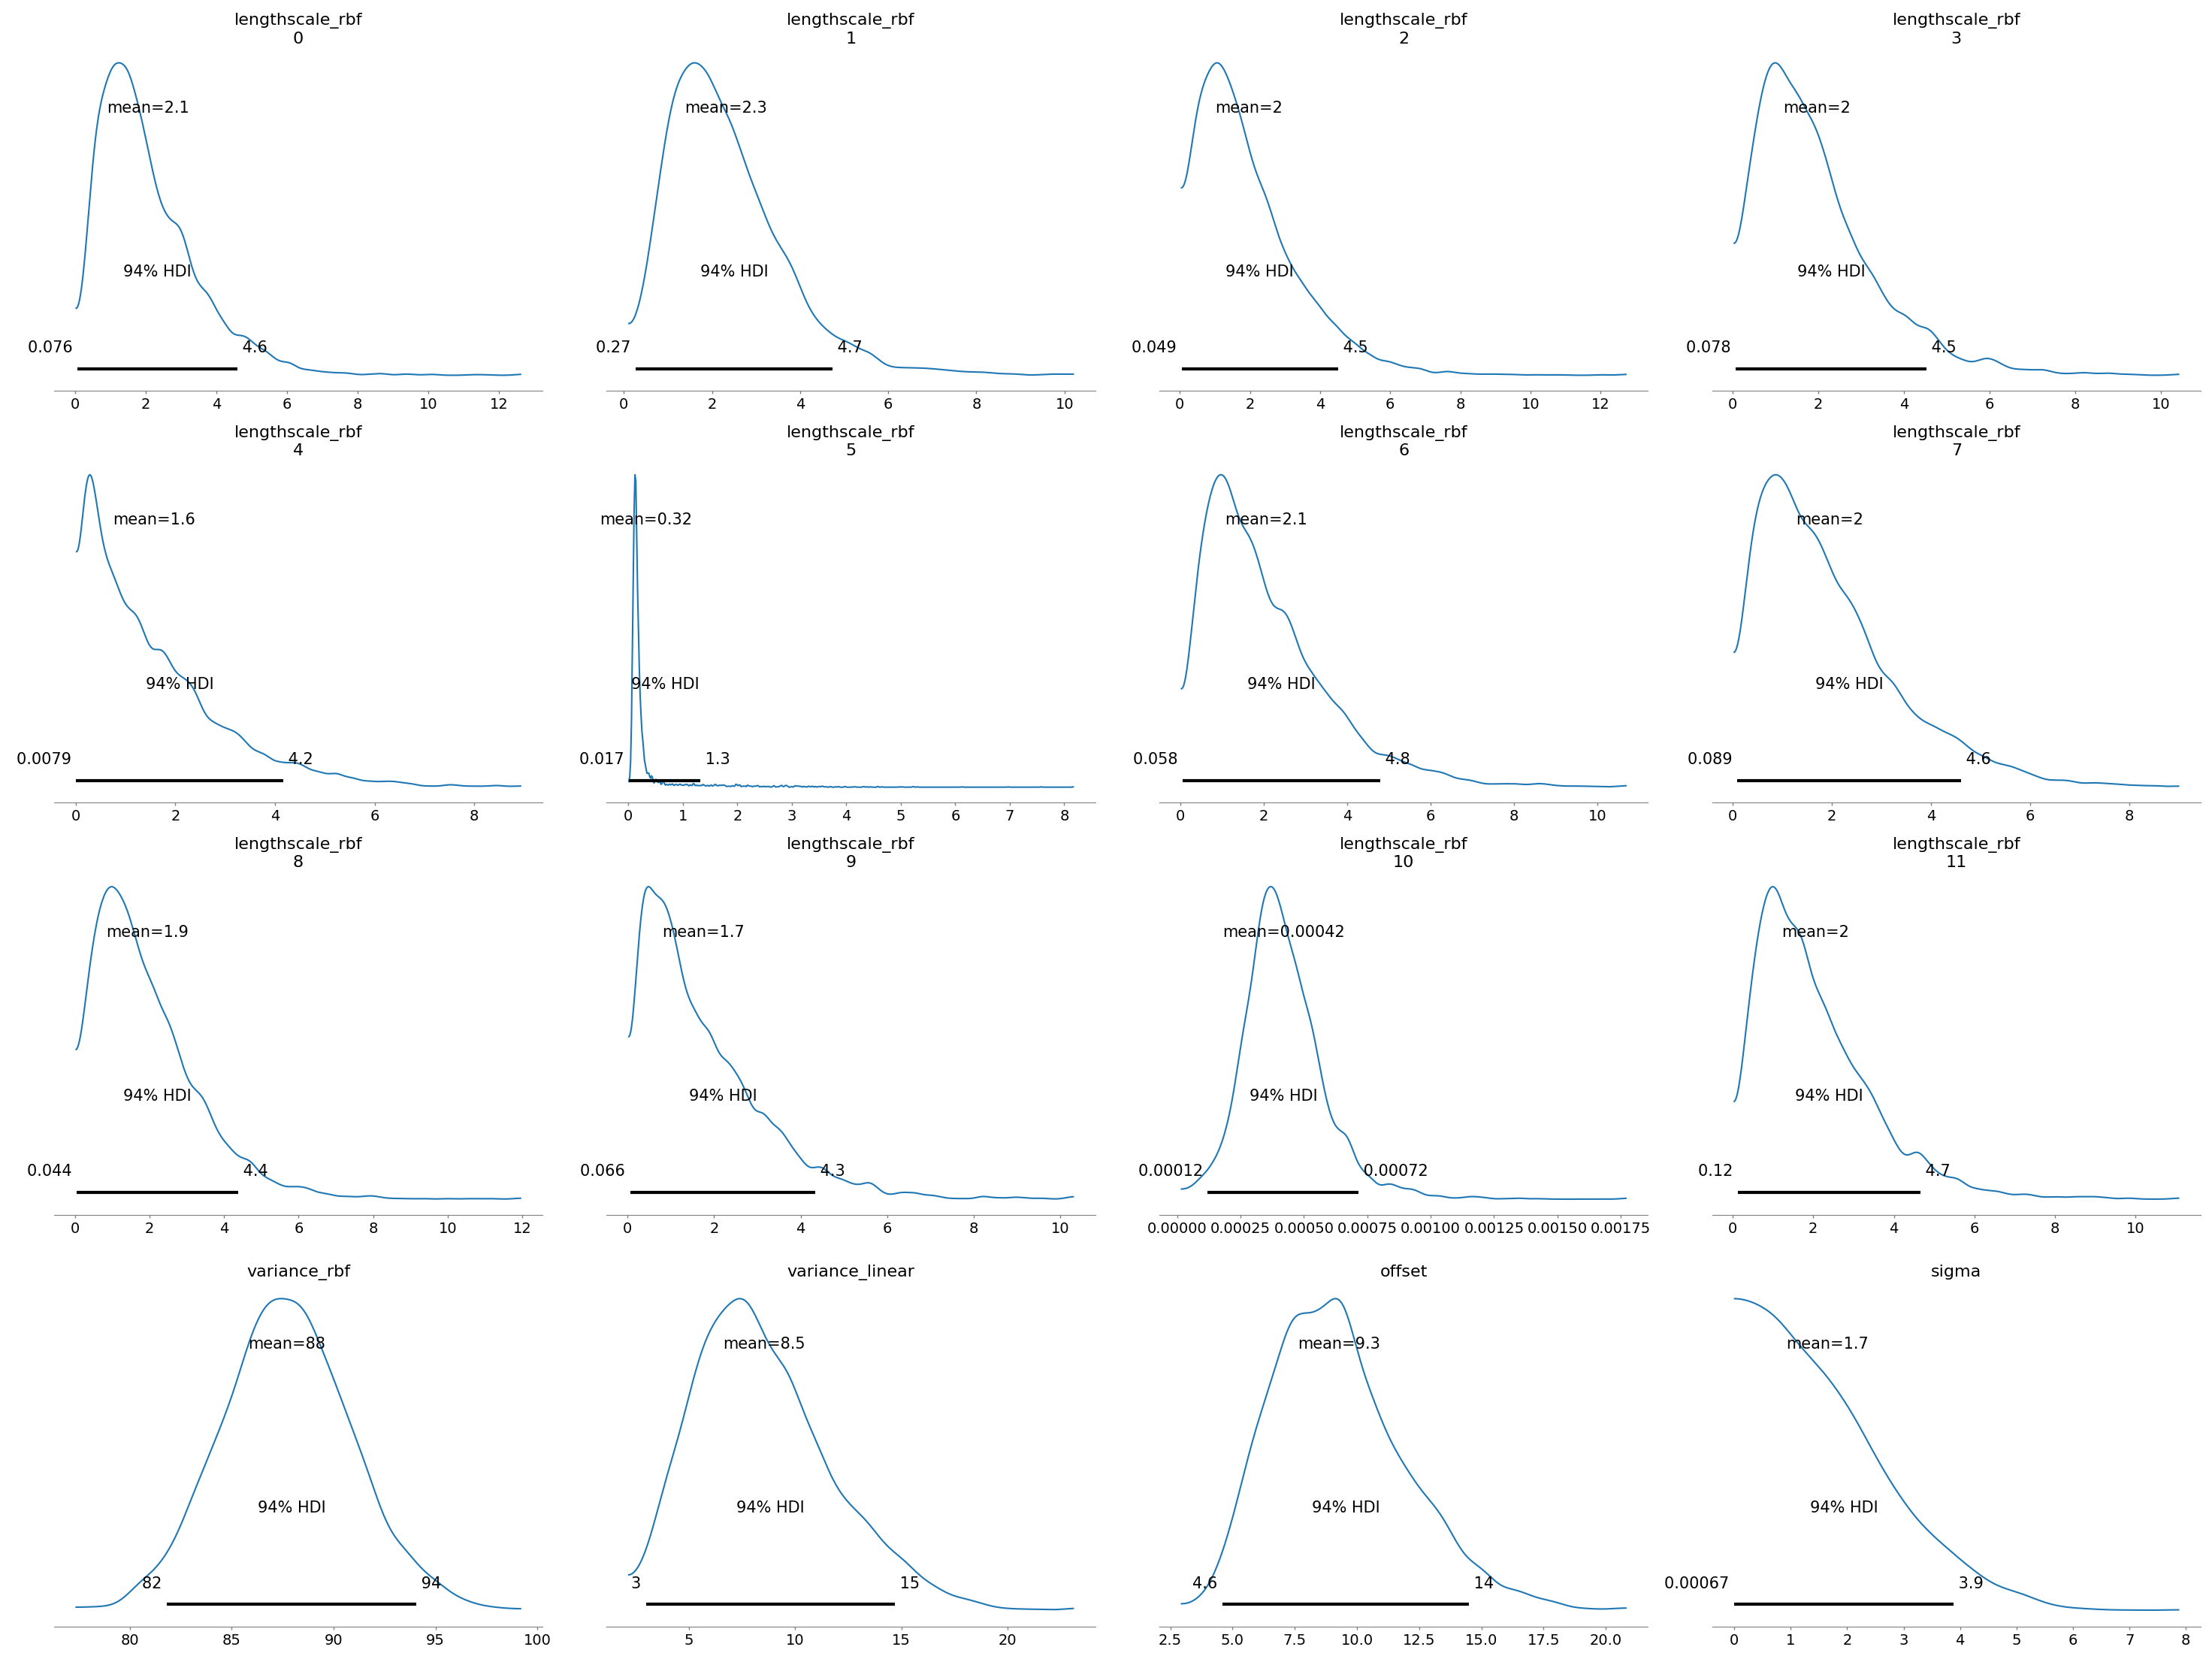 lengthscale_rbf
0
mean=2.1
94% HDI
0.076 4.6
0 2 4 6 8 10 12
lengthscale_rbf
1
mean=2.3
94% HDI
0.27 4.7
0 2 4 6 8 10
lengthscale_rbf
2
mean=2
94% HDI
0.049 4.5
0 2 4 6 8 10 12
lengthscale_rbf
3
mean=2
94% HDI
0.078 4.5
0 2 4 6 8 10
lengthscale_rbf
4
mean=1.6
94% HDI
0.0079 4.2
0 2 4 6 8
lengthscale_rbf
5
mean=0.32
94% HDI
0.017 1.3
0 1 2 3 4 5 6 7 8
lengthscale_rbf
6
mean=2.1
94% HDI
0.058 4.8
0 2 4 6 8 10
lengthscale_rbf
7
mean=2
94% HDI
0.089 4.6
0 2 4 6 8
lengthscale_rbf
8
mean=1.9
94% HDI
0.044 4.4
0 2 4 6 8 10 12
lengthscale_rbf
9
mean=1.7
94% HDI
0.066 4.3
0 2 4 6 8 10
lengthscale_rbf
10
mean=0.00042
94% HDI
0.00012 0.00072
0.00000 0.00025 0.00050 0.00075 0.00100 0.00125 0.00150 0.00175
lengthscale_rbf
11
mean=2
94% HDI
0.12 4.7
0 2 4 6 8 10
variance_rbf
mean=88
94% HDI
82 94
80 85 90 95 100
variance_linear
mean=8.5
94% HDI
3 15
5 10 15 20
offset
mean=9.3
94% HDI
4.6 14
2.5 5.0 7.5 10.0 12.5 15.0 17.5 20.0
sigma
mean=1.7
94% HDI
0.00067 3.9
0 1 2 3 4 5 6 7 8